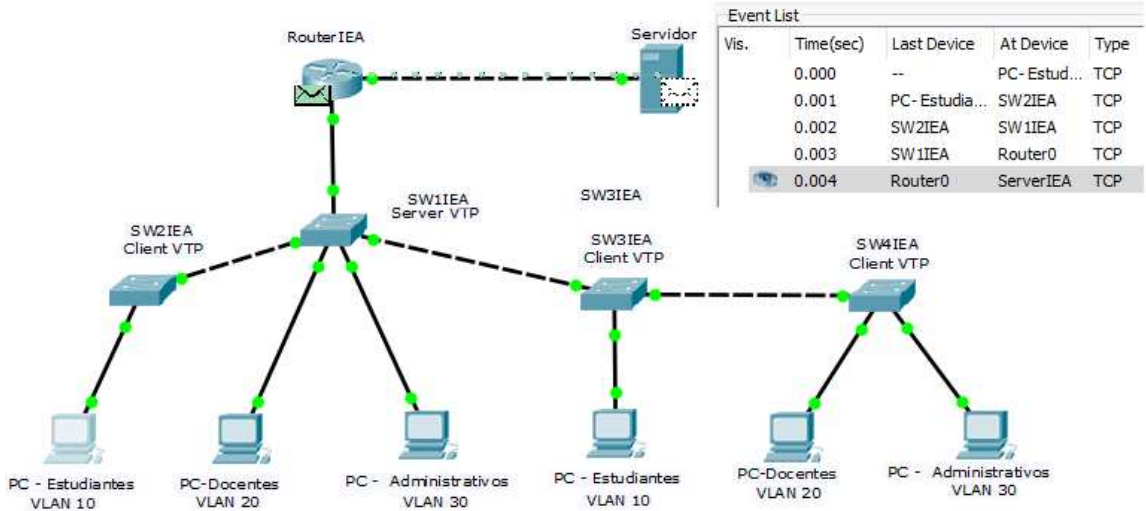 RouterIEA
Servidor
Event List
Vis. Time(sec) Last Device At Device Type
0.000 -- PC- Estud... TCP
0.001 PC- Estudia... SW2IEA TCP
0.002 SW2IEA SW1IEA TCP
0.003 SW1IEA Router0 TCP
0.004 Router0 ServerIEA TCP
SW1IEA
Server VTP
SW3IEA
SW2IEA
Client VTP
SW3IEA
Client VTP
SW4IEA
Client VTP
PC - Estudiantes
VLAN 10
PC-Docentes
VLAN 20
PC - Administrativos
VLAN 30
PC - Estudiantes
VLAN 10
PC-Docentes
VLAN 20
PC - Administrativos
VLAN 30